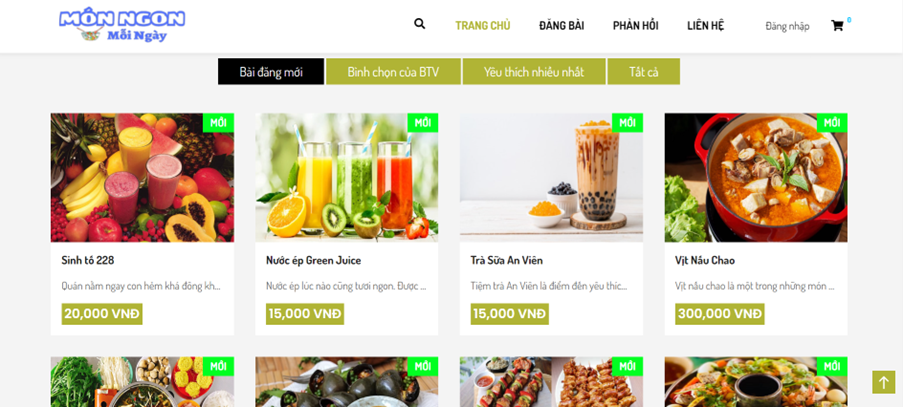 MÓN NGON
Mỗi Ngày
TRANG CHỦ ĐĂNG BÀI PHẢN HỒI LIÊN HỆ Đăng nhập 0
Bài đăng mới Bình chọn của BTV Yêu thích nhiều nhất Tất cả
MỚI MỚI MỚI MỚI
Sinh tố 228 Nước ép Green Juice Trà Sữa An Viên Vịt Nấu Chao
Quán nằm ngay con hẻm khá đông kh... Nước ép lúc nào cũng tươi ngon. Được ... Tiệm trà An Viên là điểm đến yêu thíc... Vịt nấu chao là một trong những món ...
20,000 VNĐ 15,000 VNĐ 15,000 VNĐ 300,000 VNĐ
MỚI MỚI MỚI MỚI